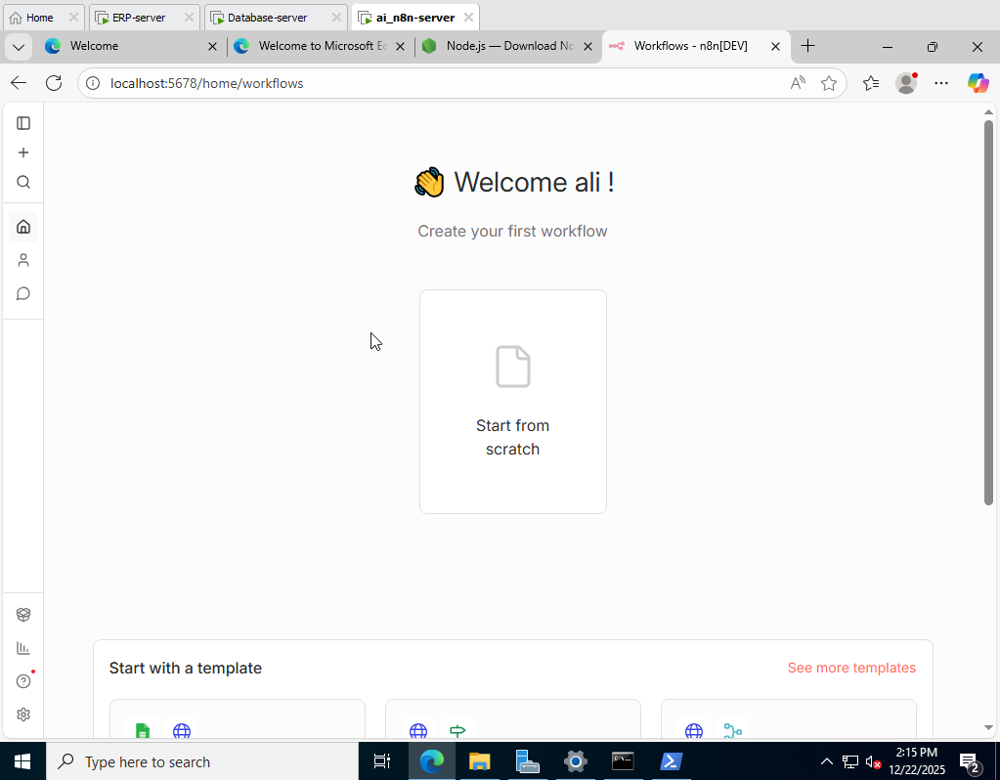 Home
ERP-server
Database-server
ai_n8n-server
Welcome
Welcome to Microsoft Ec
Node.js — Download No
Workflows - n8n[DEV]
localhost:5678/home/workflows
👋 Welcome ali !
Create your first workflow
Start from
scratch
Start with a template
See more templates
Type here to search
2:15 PM
12/22/2025
2